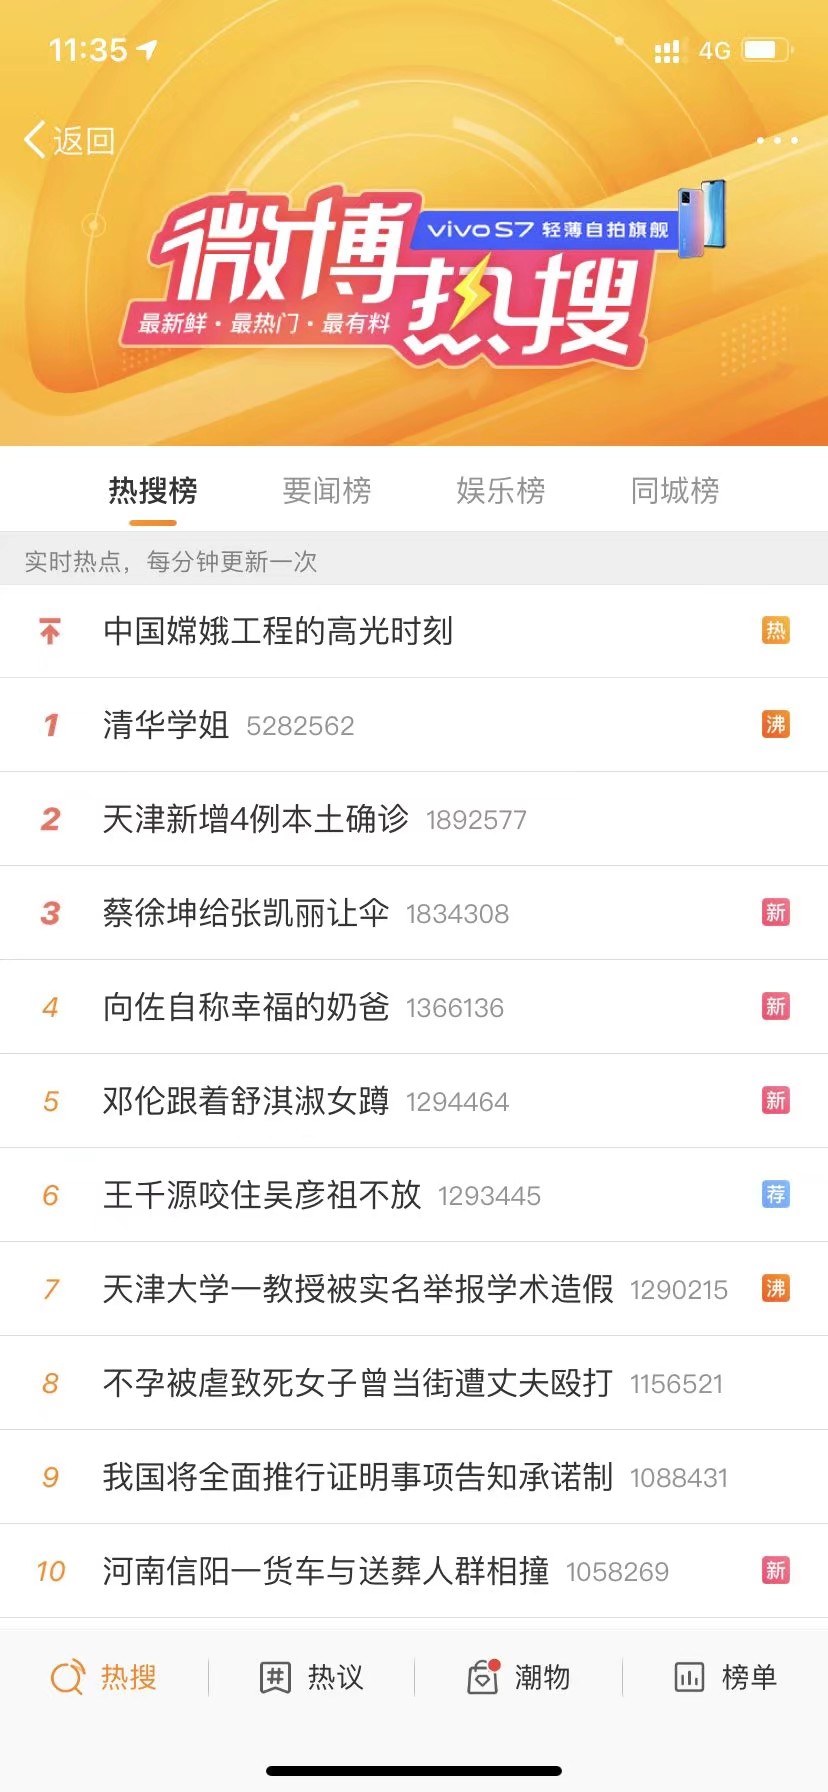 11:35
4G
返回
微博
vivo S7 轻薄自拍旗舰
热搜
最新鲜·最热门·最有料
热搜榜 要闻榜 娱乐榜 同城榜
实时热点，每分钟更新一次
中国嫦娥工程的高光时刻 热
1 清华学姐 5282562 沸
2 天津新增4例本土确诊 1892577
3 蔡徐坤给张凯丽让伞 1834308 新
4 向佐自称幸福的奶爸 1366136 新
5 邓伦跟着舒淇淑女蹲 1294464 新
6 王千源咬住吴彦祖不放 1293445 荐
7 天津大学一教授被实名举报学术造假 1290215 沸
8 不孕被虐致死女子曾当街遭丈夫殴打 1156521
9 我国将全面推行证明事项告知承诺制 1088431
10 河南信阳一货车与送葬人群相撞 1058269 新
热搜 热议 潮物 榜单